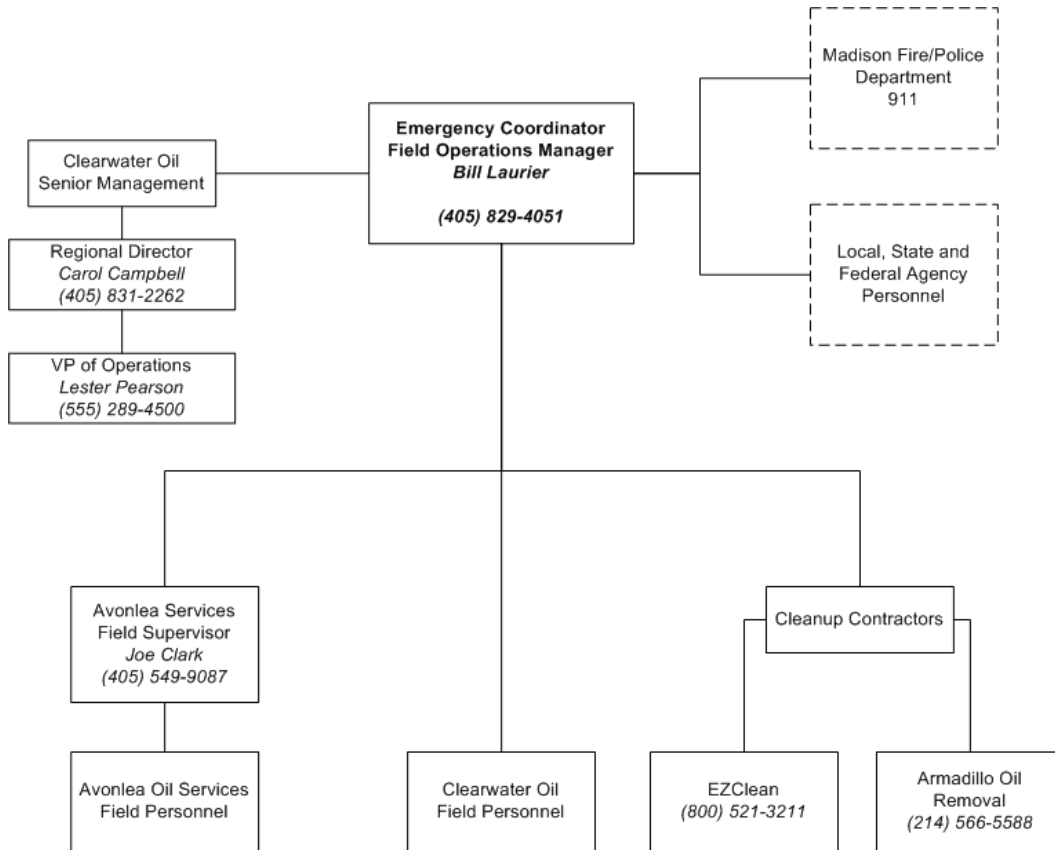 Madison Fire/Police
Department
911
Emergency Coordinator
Field Operations Manager
Bill Laurier
(405) 829-4051
Clearwater Oil
Senior Management
Regional Director
Carol Campbell
(405) 831-2262
VP of Operations
Lester Pearson
(555) 289-4500
Local, State and
Federal Agency
Personnel
Avonlea Services
Field Supervisor
Joe Clark
(405) 549-9087
Cleanup Contractors
Avonlea Oil Services
Field Personnel
Clearwater Oil
Field Personnel
EZClean
(800) 521-3211
Armadillo Oil
Removal
(214) 566-5588